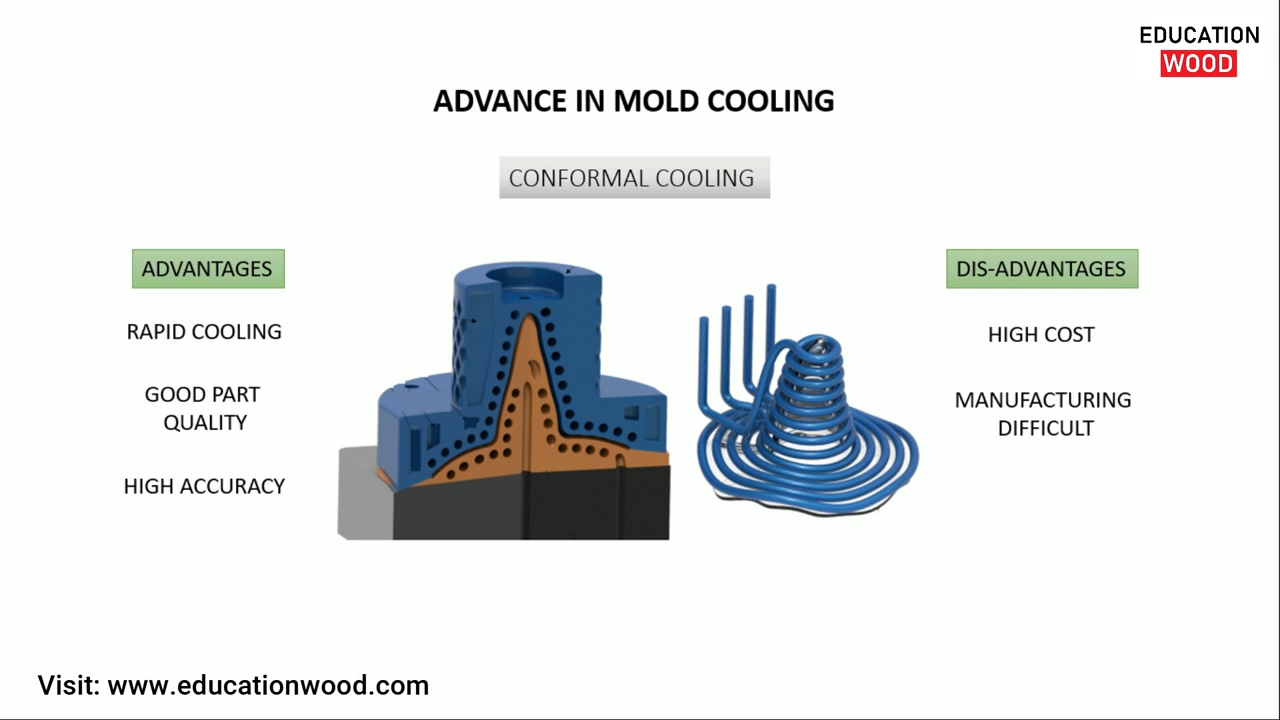 EDUCATION
WOOD
ADVANCE IN MOLD COOLING
CONFORMAL COOLING
ADVANTAGES
RAPID COOLING
GOOD PART
QUALITY
HIGH ACCURACY
DIS-ADVANTAGES
HIGH COST
MANUFACTURING
DIFFICULT
Visit: www.educationwood.com